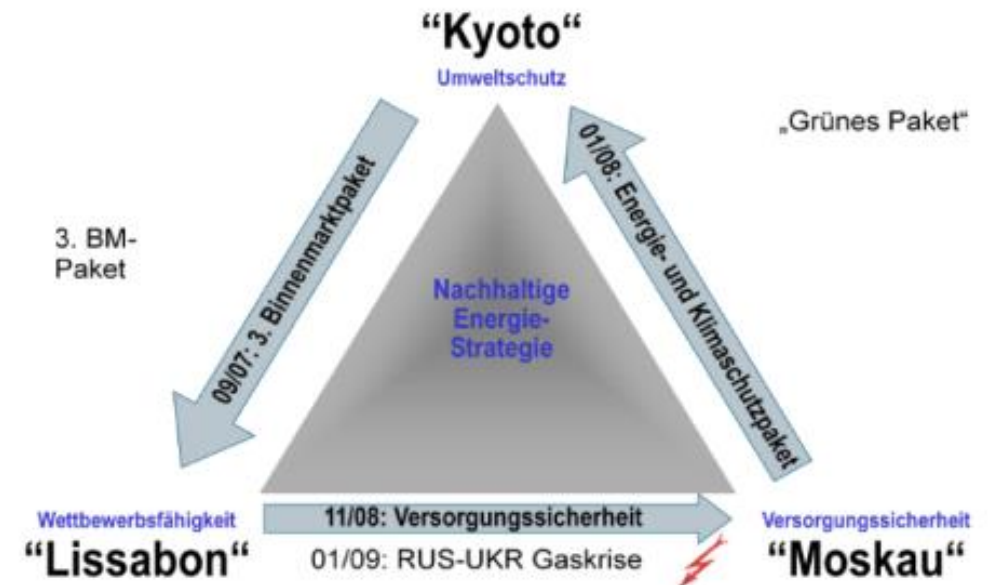 “Kyoto“
Umweltschutz
„Grünes Paket“
01/08: Energie- und Klimaschutzpaket
09/07: 3. Binnenmarktpaket
3. BM-
Paket
Nachhaltige
Energie-
Strategie
Wettbewerbsfähigkeit
“Lissabon“
11/08: Versorgungssicherheit
01/09: RUS-UKR Gaskrise
Versorgungssicherheit
“Moskau“